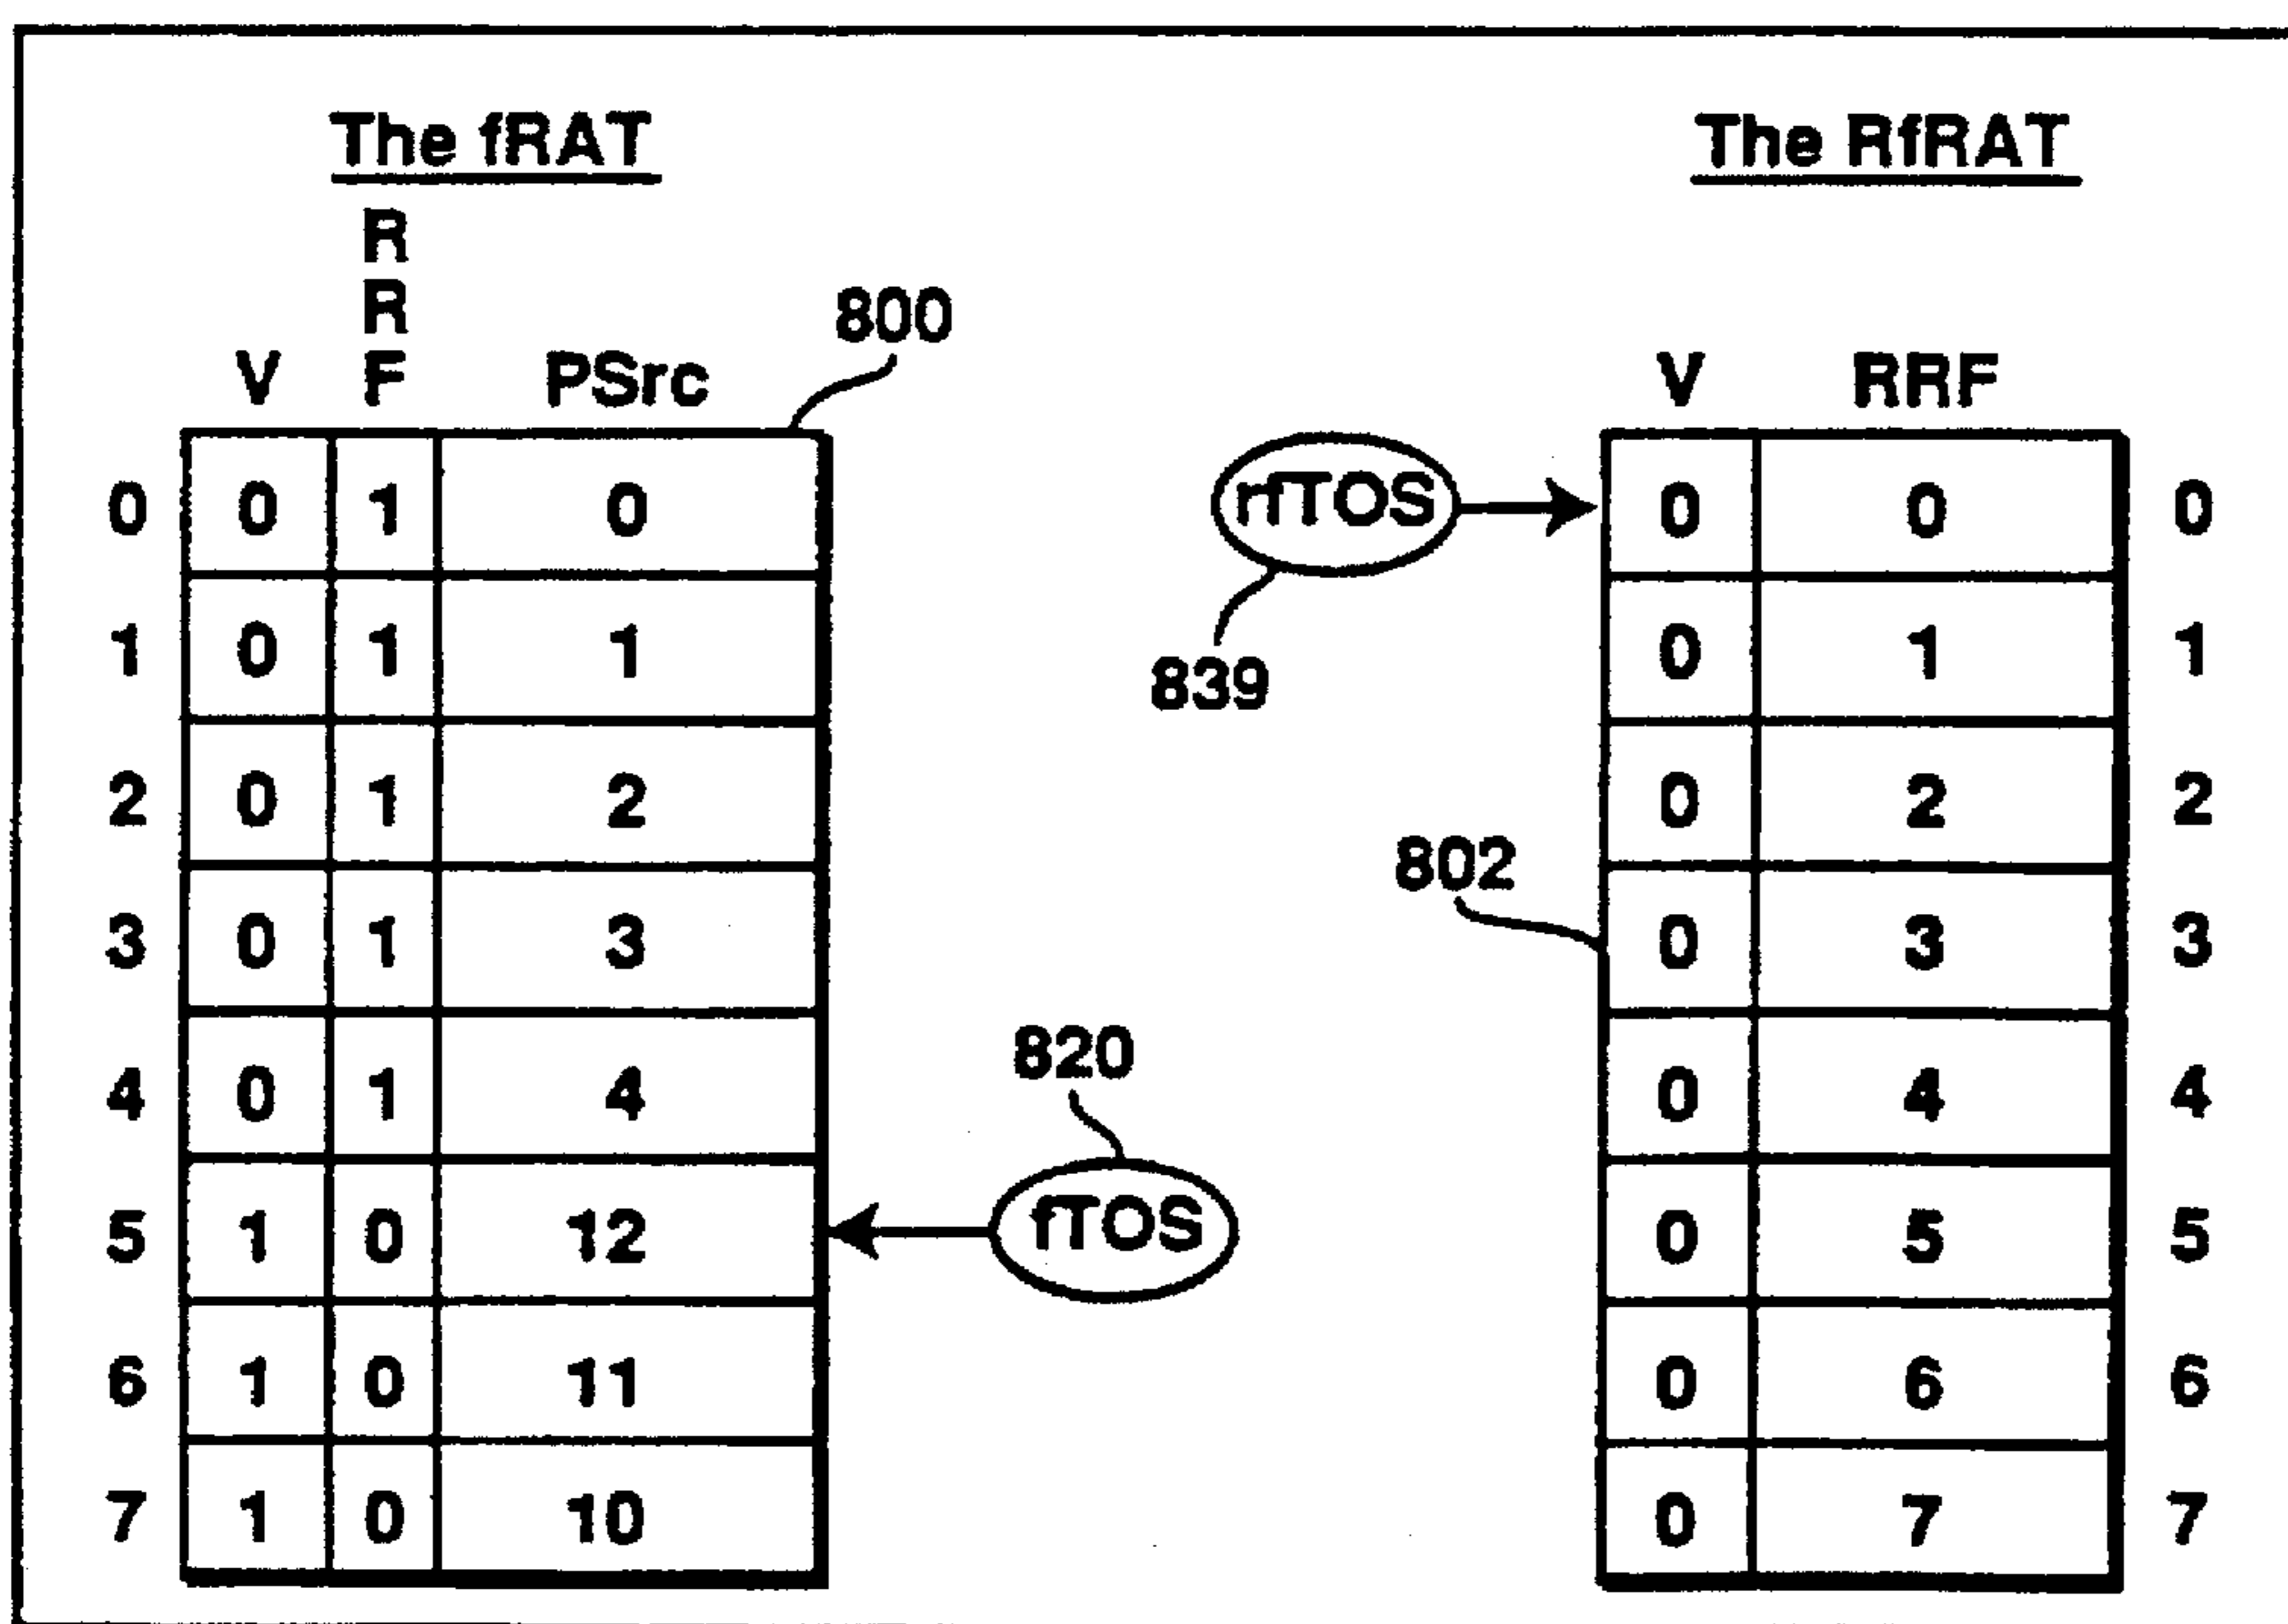 The fRAT
The RfRAT
R
R
F
V
PSrc
800
V
RRF
0 0 1 0
1 0 1 1
2 0 1 2
3 0 1 3
4 0 1 4
5 1 0 12
6 1 0 11
7 1 0 10
rfTOS
839
802
820
fTOS
0 0 0
0 1 1
0 2 2
0 3 3
0 4 4
0 5 5
0 6 6
0 7 7